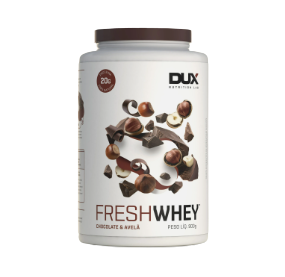 20g
DUX
NUTRITION LAB
FRESHWHEY
CHOCOLATE & AVELÃ
PESO LÍQ. 900g